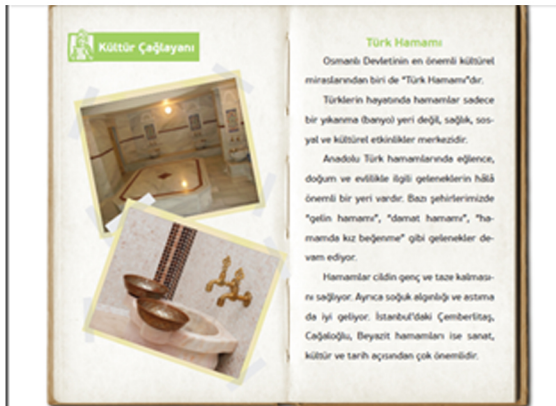 Kültür Çağlayanı
Türk Hamamı
Osmanlı Devletinin en önemli kültürel
miraslarından biri de "Türk Hamamı"dır.
Türklerin hayatında hamamlar sadece
bir yıkanma (banyo) yeri değil, sağlık, sos-
yal ve kültürel etkinlikler merkezidir.
Anadolu Türk hamamlarında eğlence,
doğum ve evlilikle ilgili geleneklerin hâlâ
önemli bir yeri vardır. Bazı şehirlerimizde
"gelin hamamı", "damat hamamı", "ha-
mamda kız beğenme" gibi gelenekler de-
vam ediyor.
Hamamlar cildin genç ve taze kalması-
nı sağlıyor. Ayrıca soğuk algınlığı ve astıma
da iyi geliyor. İstanbul'daki Çemberlitaş,
Cağaloğlu, Beyazit hamamları ise sanat,
kültür ve tarih açısından çok önemlidir.